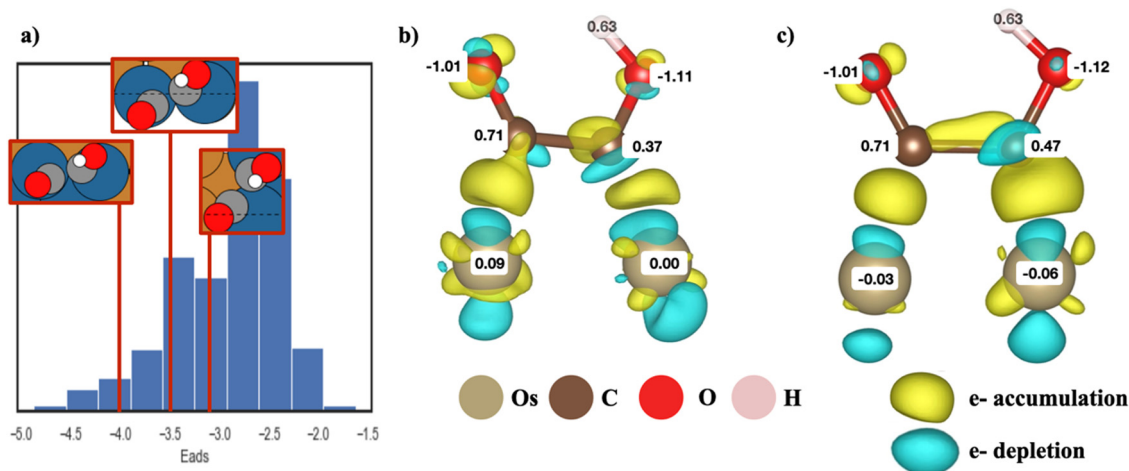 a)
−5.0 −4.5 −4.0 −3.5 −3.0 −2.5 −2.0 −1.5
Eads
b)
0.63
-1.01
-1.11
0.71
0.37
0.09
0.00
c)
0.63
-1.01
-1.12
0.71
0.47
-0.03
-0.06
Os C O H
e- accumulation
e- depletion